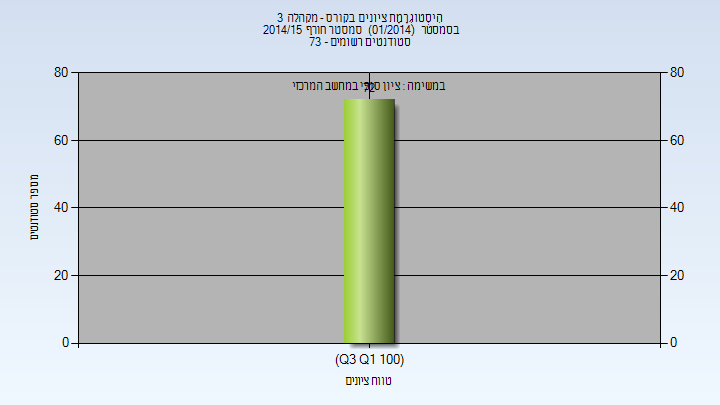 היסטוגרמת ציונים בקורס - מקהלה 3
בסמסטר (01/2014) סמסטר חורף 2014/15
סטודנטים רשומים - 73
במשימה : ציון סופי במחשב המרכזי
72
80
80
60
60
40
40
20
20
0
0
מספר סטודנטים
(Q3 Q1 100)
טווח ציונים